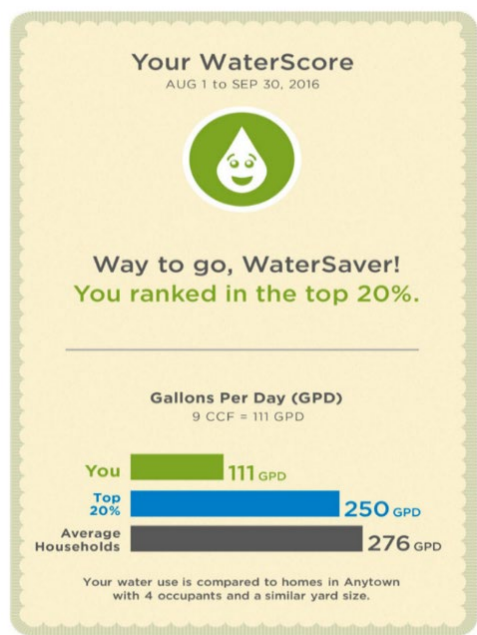 Your WaterScore
AUG 1 to SEP 30, 2016
Way to go, WaterSaver!
You ranked in the top 20%.
Gallons Per Day (GPD)
9 CCF = 111 GPD
You 111 GPD
Top
20% 250 GPD
Average
Households 276 GPD
Your water use is compared to homes in Anytown
with 4 occupants and a similar yard size.